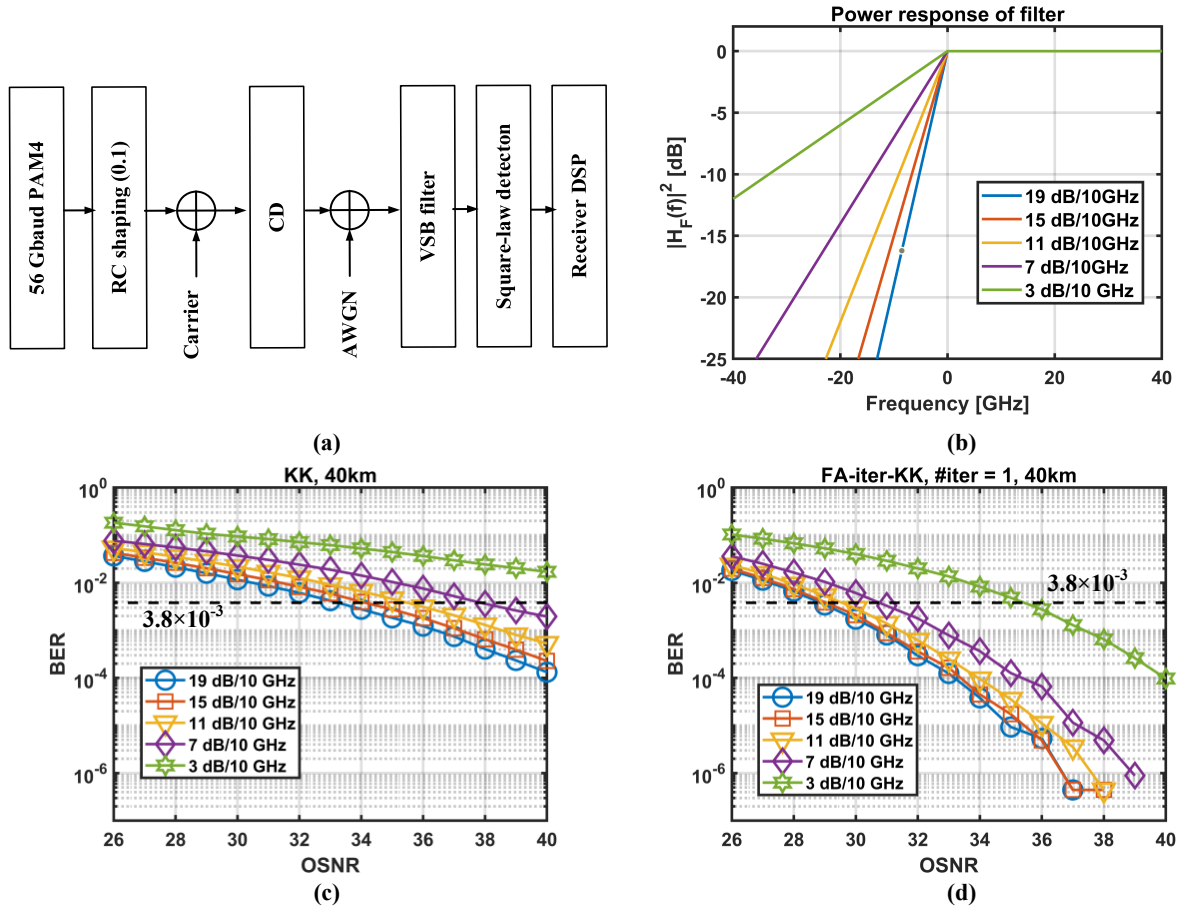 56 Gbaud PAM4
RC shaping (0.1)
Carrier
CD
AWGN
VSB filter
Square-law detecton
Receiver DSP
(a)
Power response of filter
|H_F(f)|² [dB]
0
-5
-10
-15
-20
-25
-40
-20
0
20
40
Frequency [GHz]
19 dB/10GHz
15 dB/10GHz
11 dB/10GHz
7 dB/10GHz
3 dB/10 GHz
(b)
KK, 40km
BER
10⁰
10⁻²
10⁻⁴
10⁻⁶
3.8×10⁻³
19 dB/10 GHz
15 dB/10 GHz
11 dB/10 GHz
7 dB/10 GHz
3 dB/10 GHz
26 28 30 32 34 36 38 40
OSNR
(c)
FA-iter-KK, #iter = 1, 40km
BER
10⁰
10⁻²
10⁻⁴
10⁻⁶
3.8×10⁻³
19 dB/10 GHz
15 dB/10 GHz
11 dB/10 GHz
7 dB/10 GHz
3 dB/10 GHz
26 28 30 32 34 36 38 40
OSNR
(d)